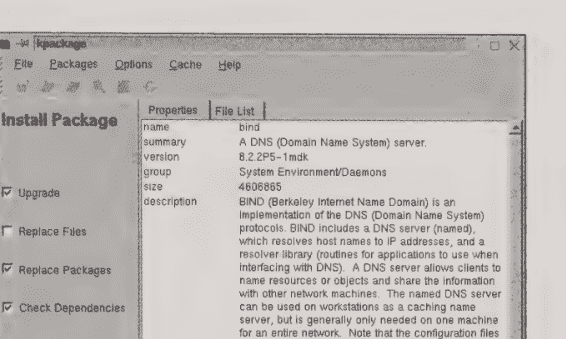 kpackage
File Packages Options Cache Help
Install Package
Properties File List
name bind
summary A DNS (Domain Name System) server.
version 8.2.2P5-1mdk
group System Environment/Daemons
size 4606865
description BIND (Berkeley Internet Name Domain) is an
implementation of the DNS (Domain Name System)
protocols. BIND includes a DNS server (named),
which resolves host names to IP addresses, and a
resolver library (routines for applications to use when
interfacing with DNS). A DNS server allows clients to
name resources or objects and share the information
with other network machines. The named DNS server
can be used on workstations as a caching name
server, but is generally only needed on one machine
for an entire network. Note that the configuration files
Upgrade
Replace Files
Replace Packages
Check Dependencies